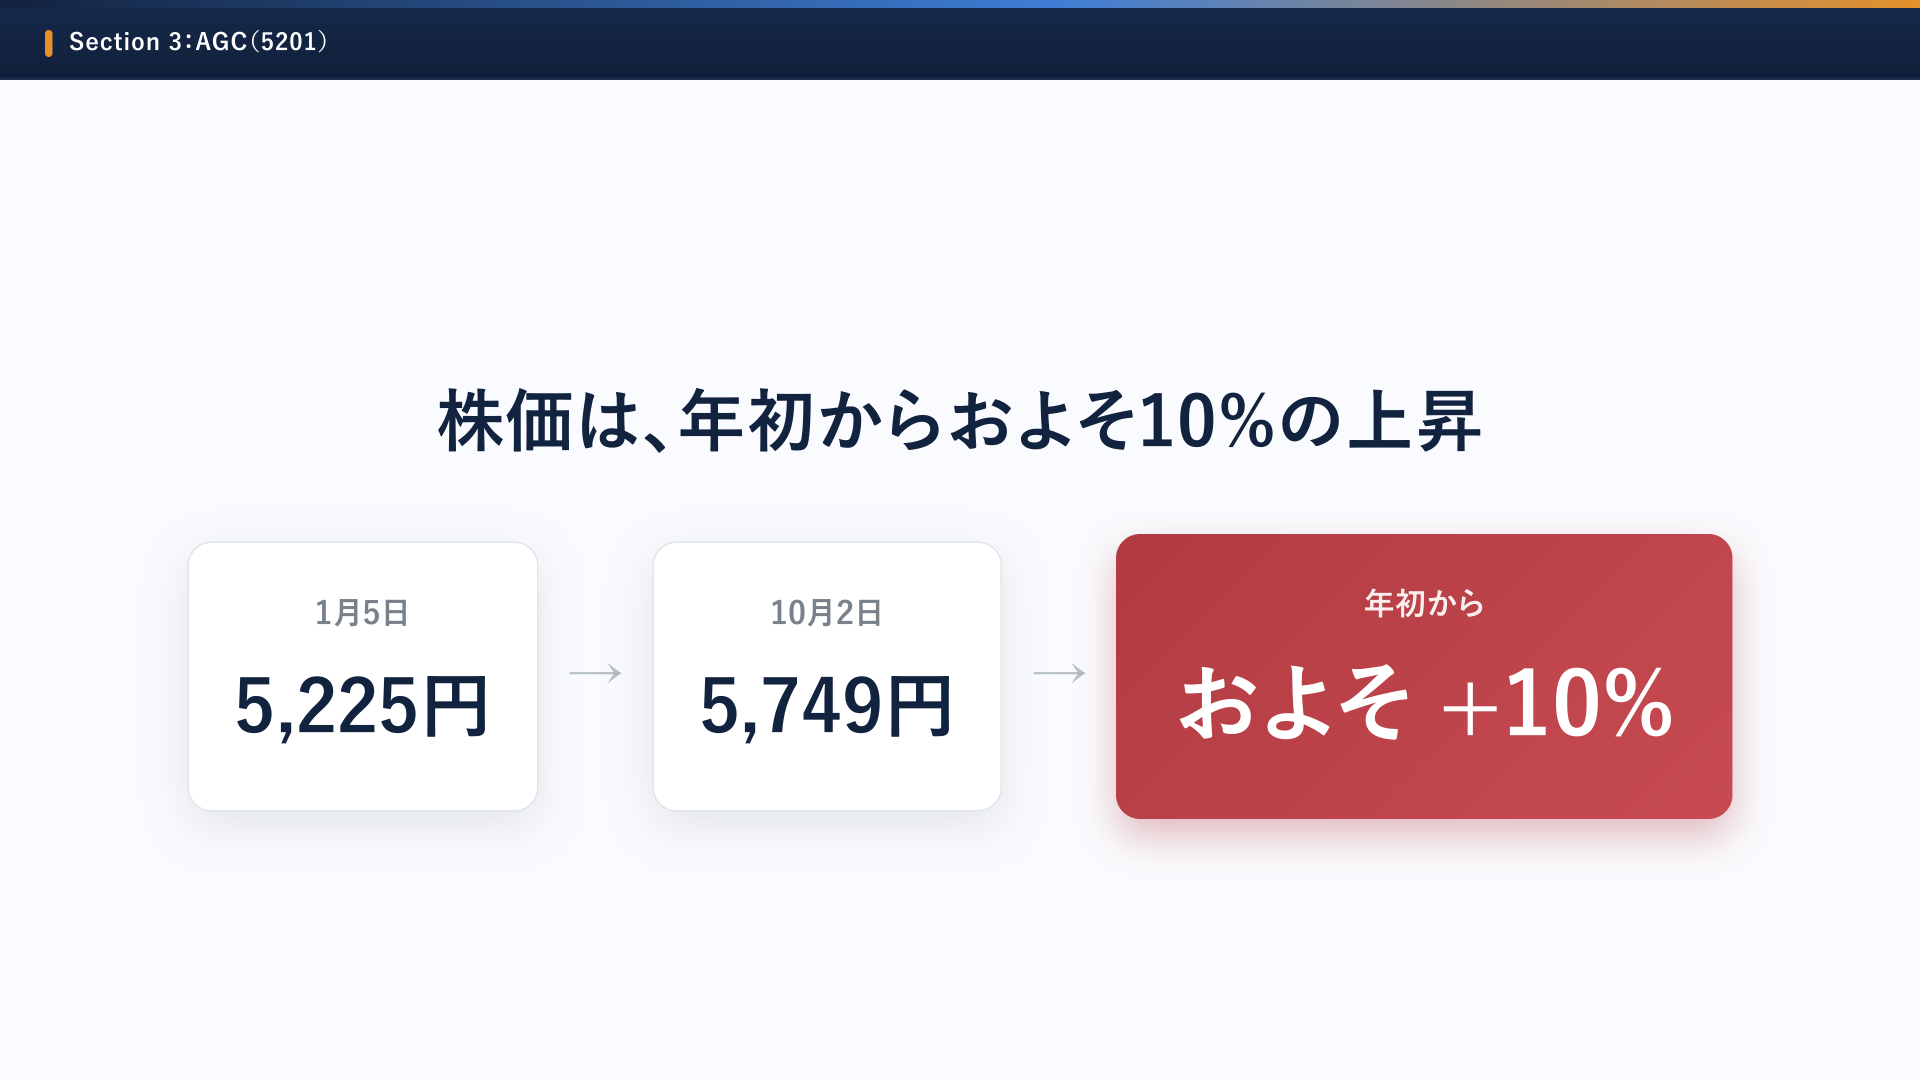 Section 3：AGC（5201）
株価は、年初からおよそ10%の上昇
1月5日
5,225円
→
10月2日
5,749円
→
年初から
およそ +10%